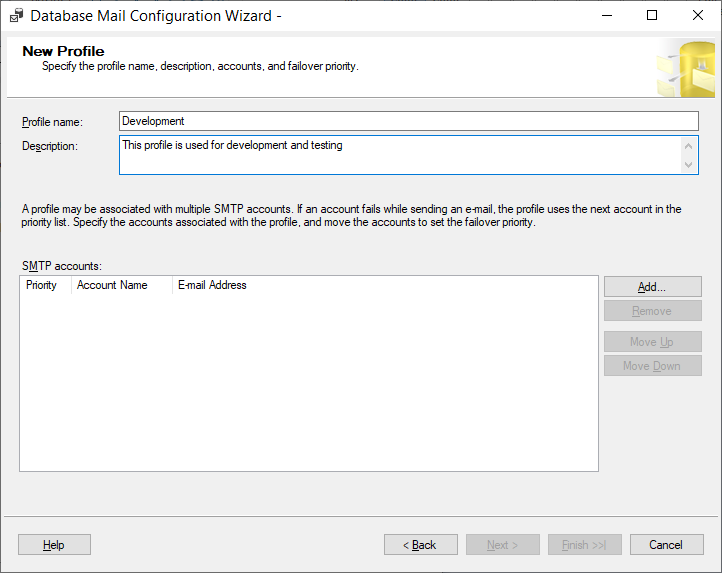 Database Mail Configuration Wizard -
New Profile
Specify the profile name, description, accounts, and failover priority.
Profile name:
Development
Description:
This profile is used for development and testing
A profile may be associated with multiple SMTP accounts. If an account fails while sending an e-mail, the profile uses the next account in the
priority list. Specify the accounts associated with the profile, and move the accounts to set the failover priority.
SMTP accounts:
Priority Account Name E-mail Address
Add...
Remove
Move Up
Move Down
Help < Back Next > Finish >>| Cancel